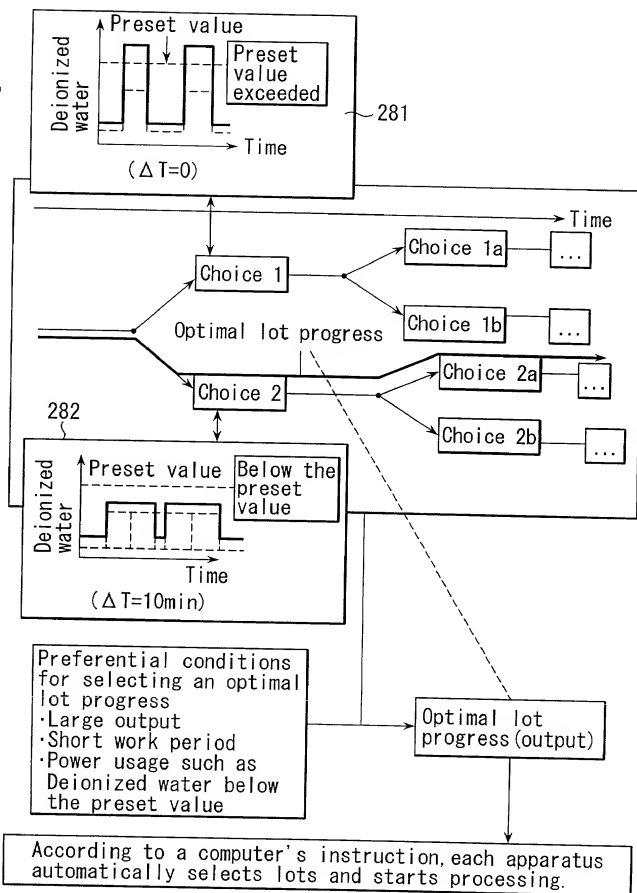 Preset value
Preset
value
exceeded
Deionized
water
Time
(ΔT=0)
281
Time
Choice 1
Choice 1a
...
Choice 1b
...
Optimal lot progress
Choice 2
Choice 2a
...
Choice 2b
...
282
Preset value
Below the
preset
value
Deionized
water
Time
(ΔT=10min)
Preferential conditions
for selecting an optimal
lot progress
·Large output
·Short work period
·Power usage such as
Deionized water below
the preset value
Optimal lot
progress(output)
According to a computer's instruction, each apparatus
automatically selects lots and starts processing.